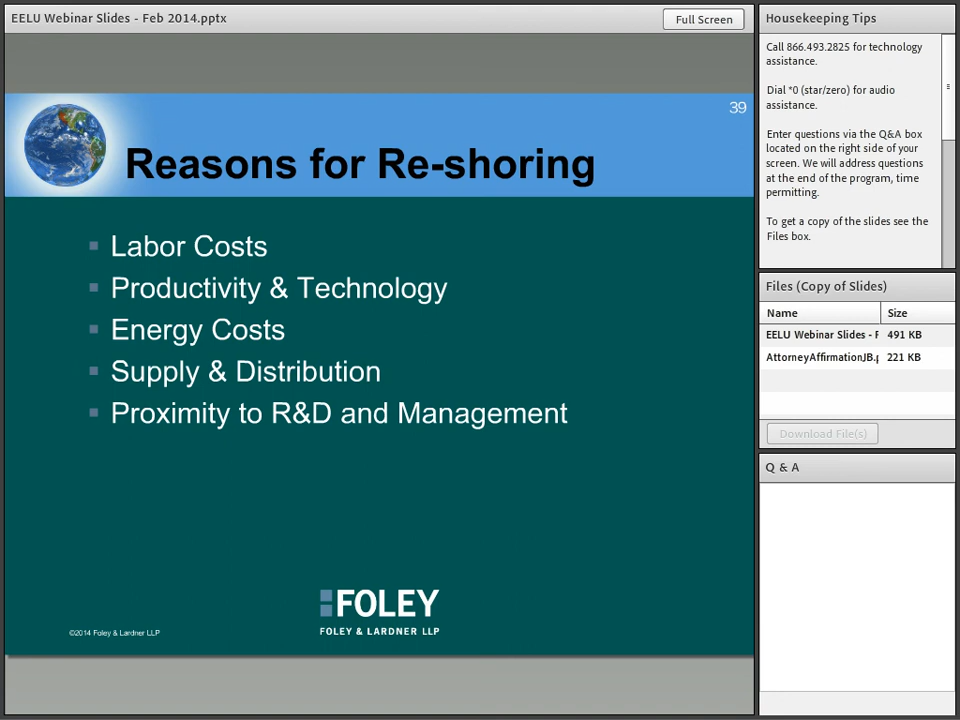 EELU Webinar Slides - Feb 2014.pptx
Full Screen
39
Reasons for Re-shoring
Labor Costs
Productivity & Technology
Energy Costs
Supply & Distribution
Proximity to R&D and Management
FOLEY
FOLEY & LARDNER LLP
©2014 Foley & Lardner LLP
Housekeeping Tips
Call 866.493.2825 for technology
assistance.
Dial *0 (star/zero) for audio
assistance.
Enter questions via the Q&A box
located on the right side of your
screen. We will address questions
at the end of the program, time
permitting.
To get a copy of the slides see the
Files box.
Files (Copy of Slides)
Name Size
EELU Webinar Slides - F 491 KB
AttorneyAffirmationJB.p 221 KB
Download File(s)
Q & A